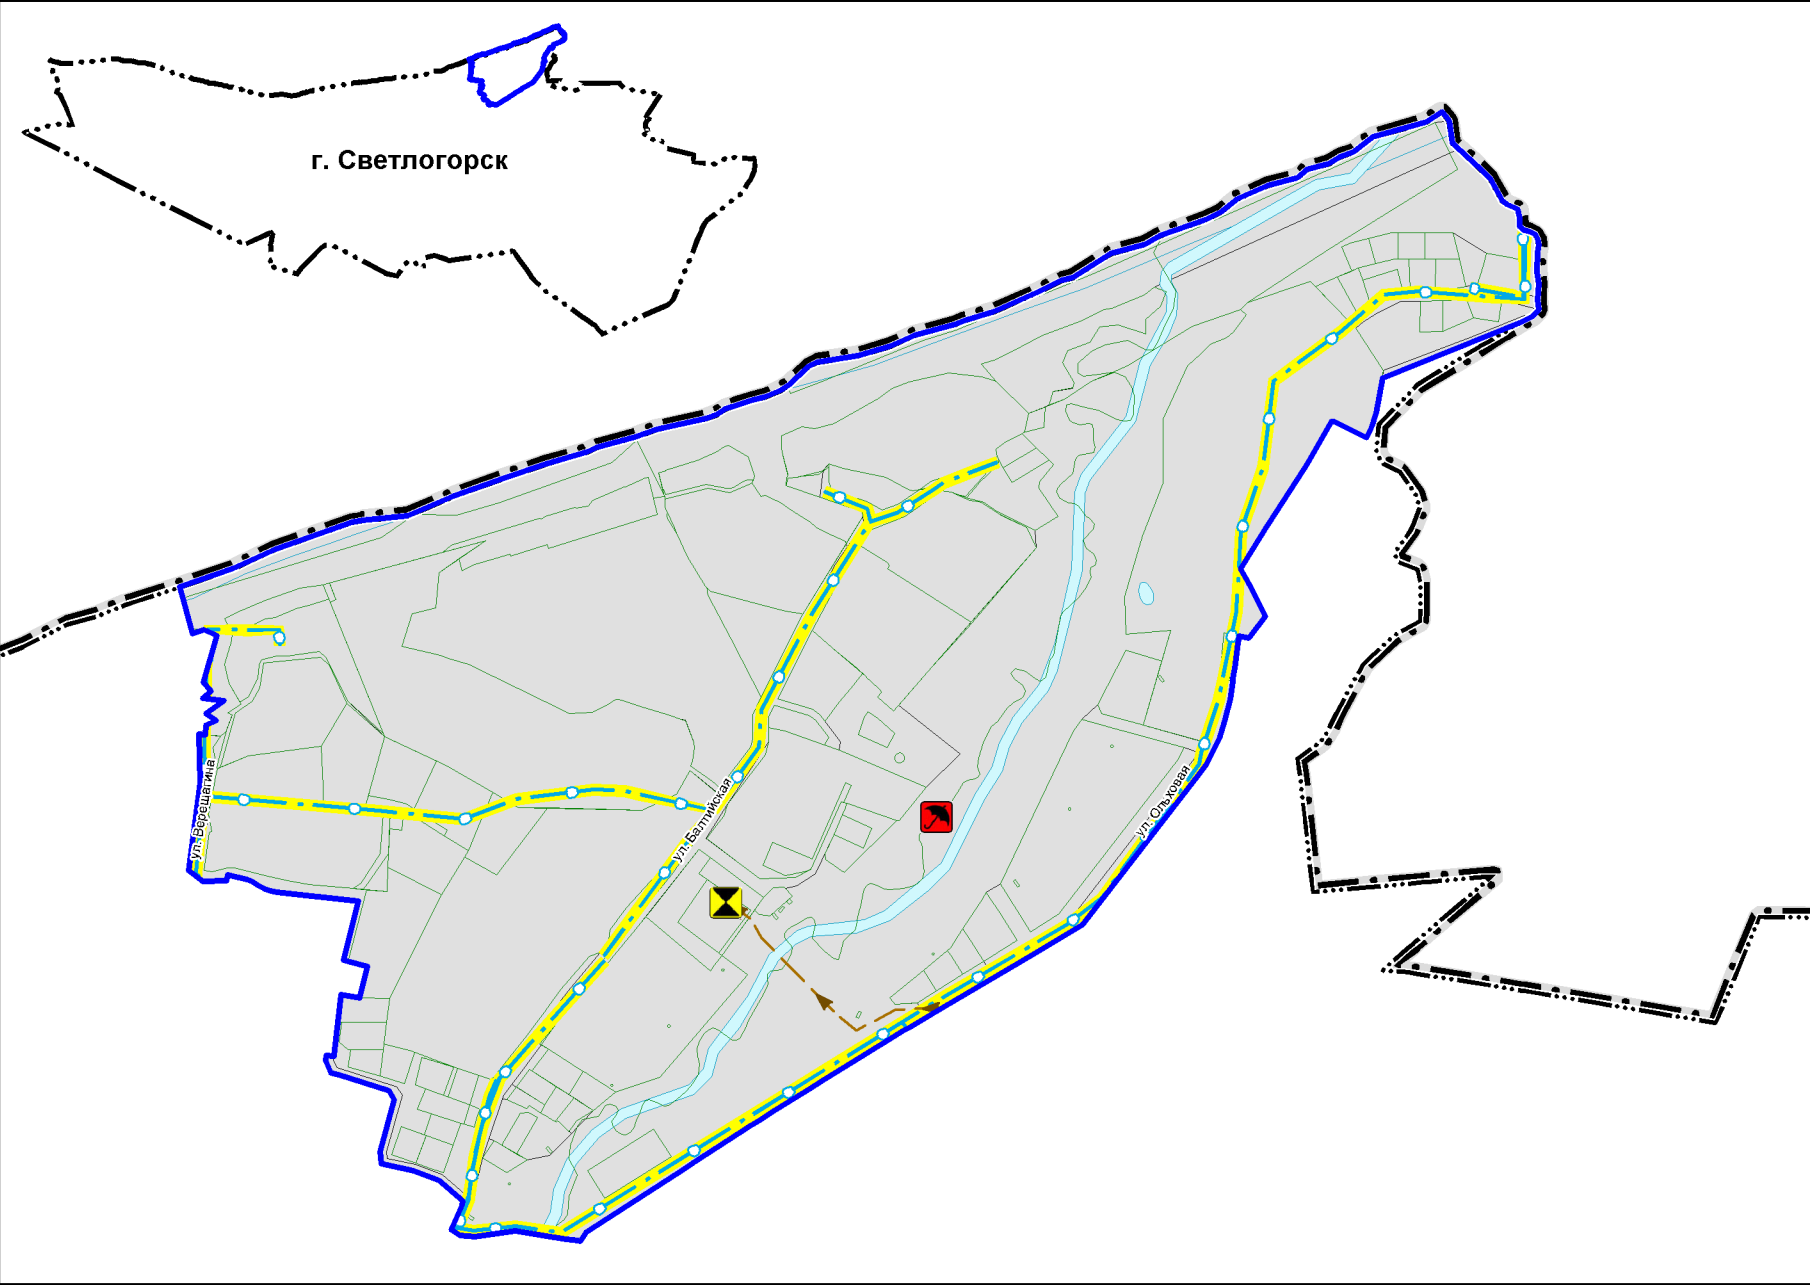 г. Светлогорск
ул. Верещагина
ул. Балтийская
ул. Ольховая